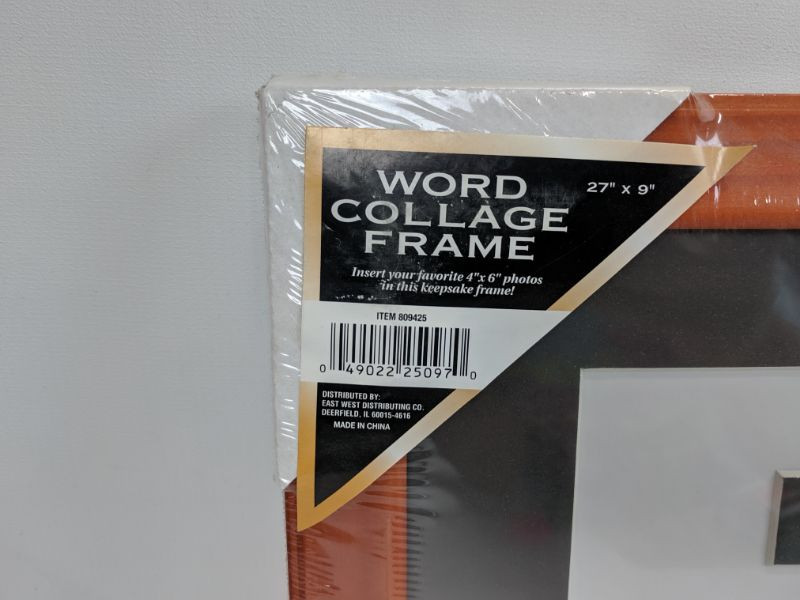 WORD
COLLAGE
FRAME
27" x 9"
Insert your favorite 4"x 6" photos
in this keepsake frame!
ITEM 809425
0 49022 25097 0
DISTRIBUTED BY:
EAST WEST DISTRIBUTING CO.
DEERFIELD, IL 60015-4616
MADE IN CHINA